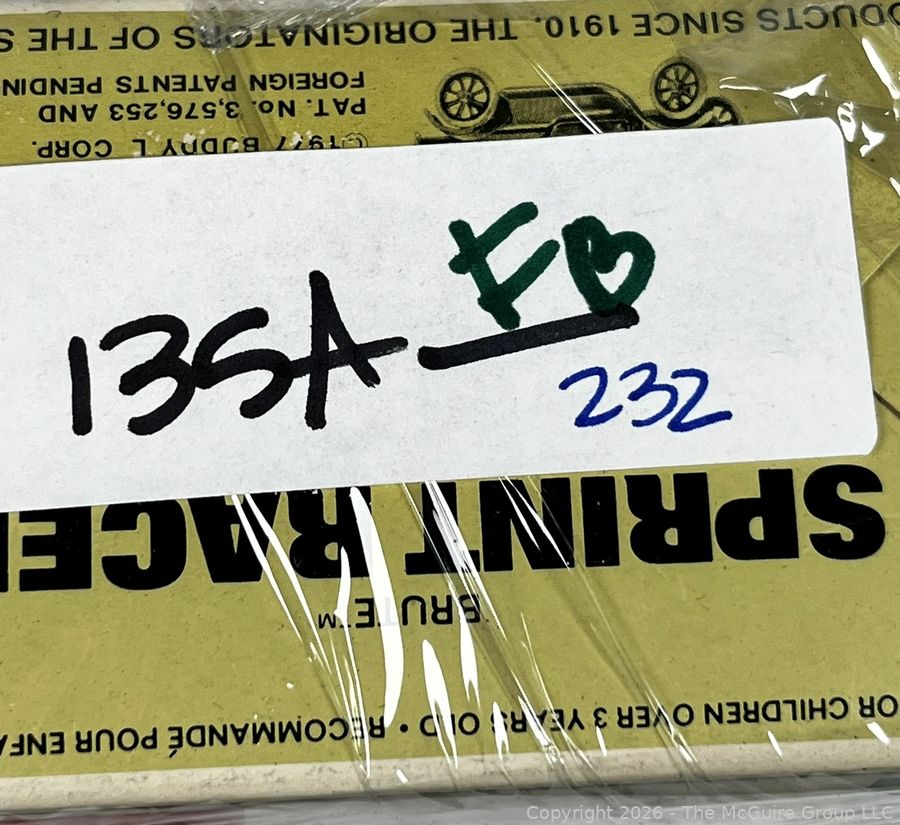 ODUCTS SINCE 1910. THE ORIGINATORS OF THE S
FOREIGN PATENTS PENDIN
PAT. No. 3,576,253 AND
©1977 BUDDY L CORP.
135A — FB
232
SPRINT RACE
BRUTE™
OR CHILDREN OVER 3 YEARS OLD • RECOMMANDÉ POUR ENFA
Copyright 2026 - The McGuire Group LLC